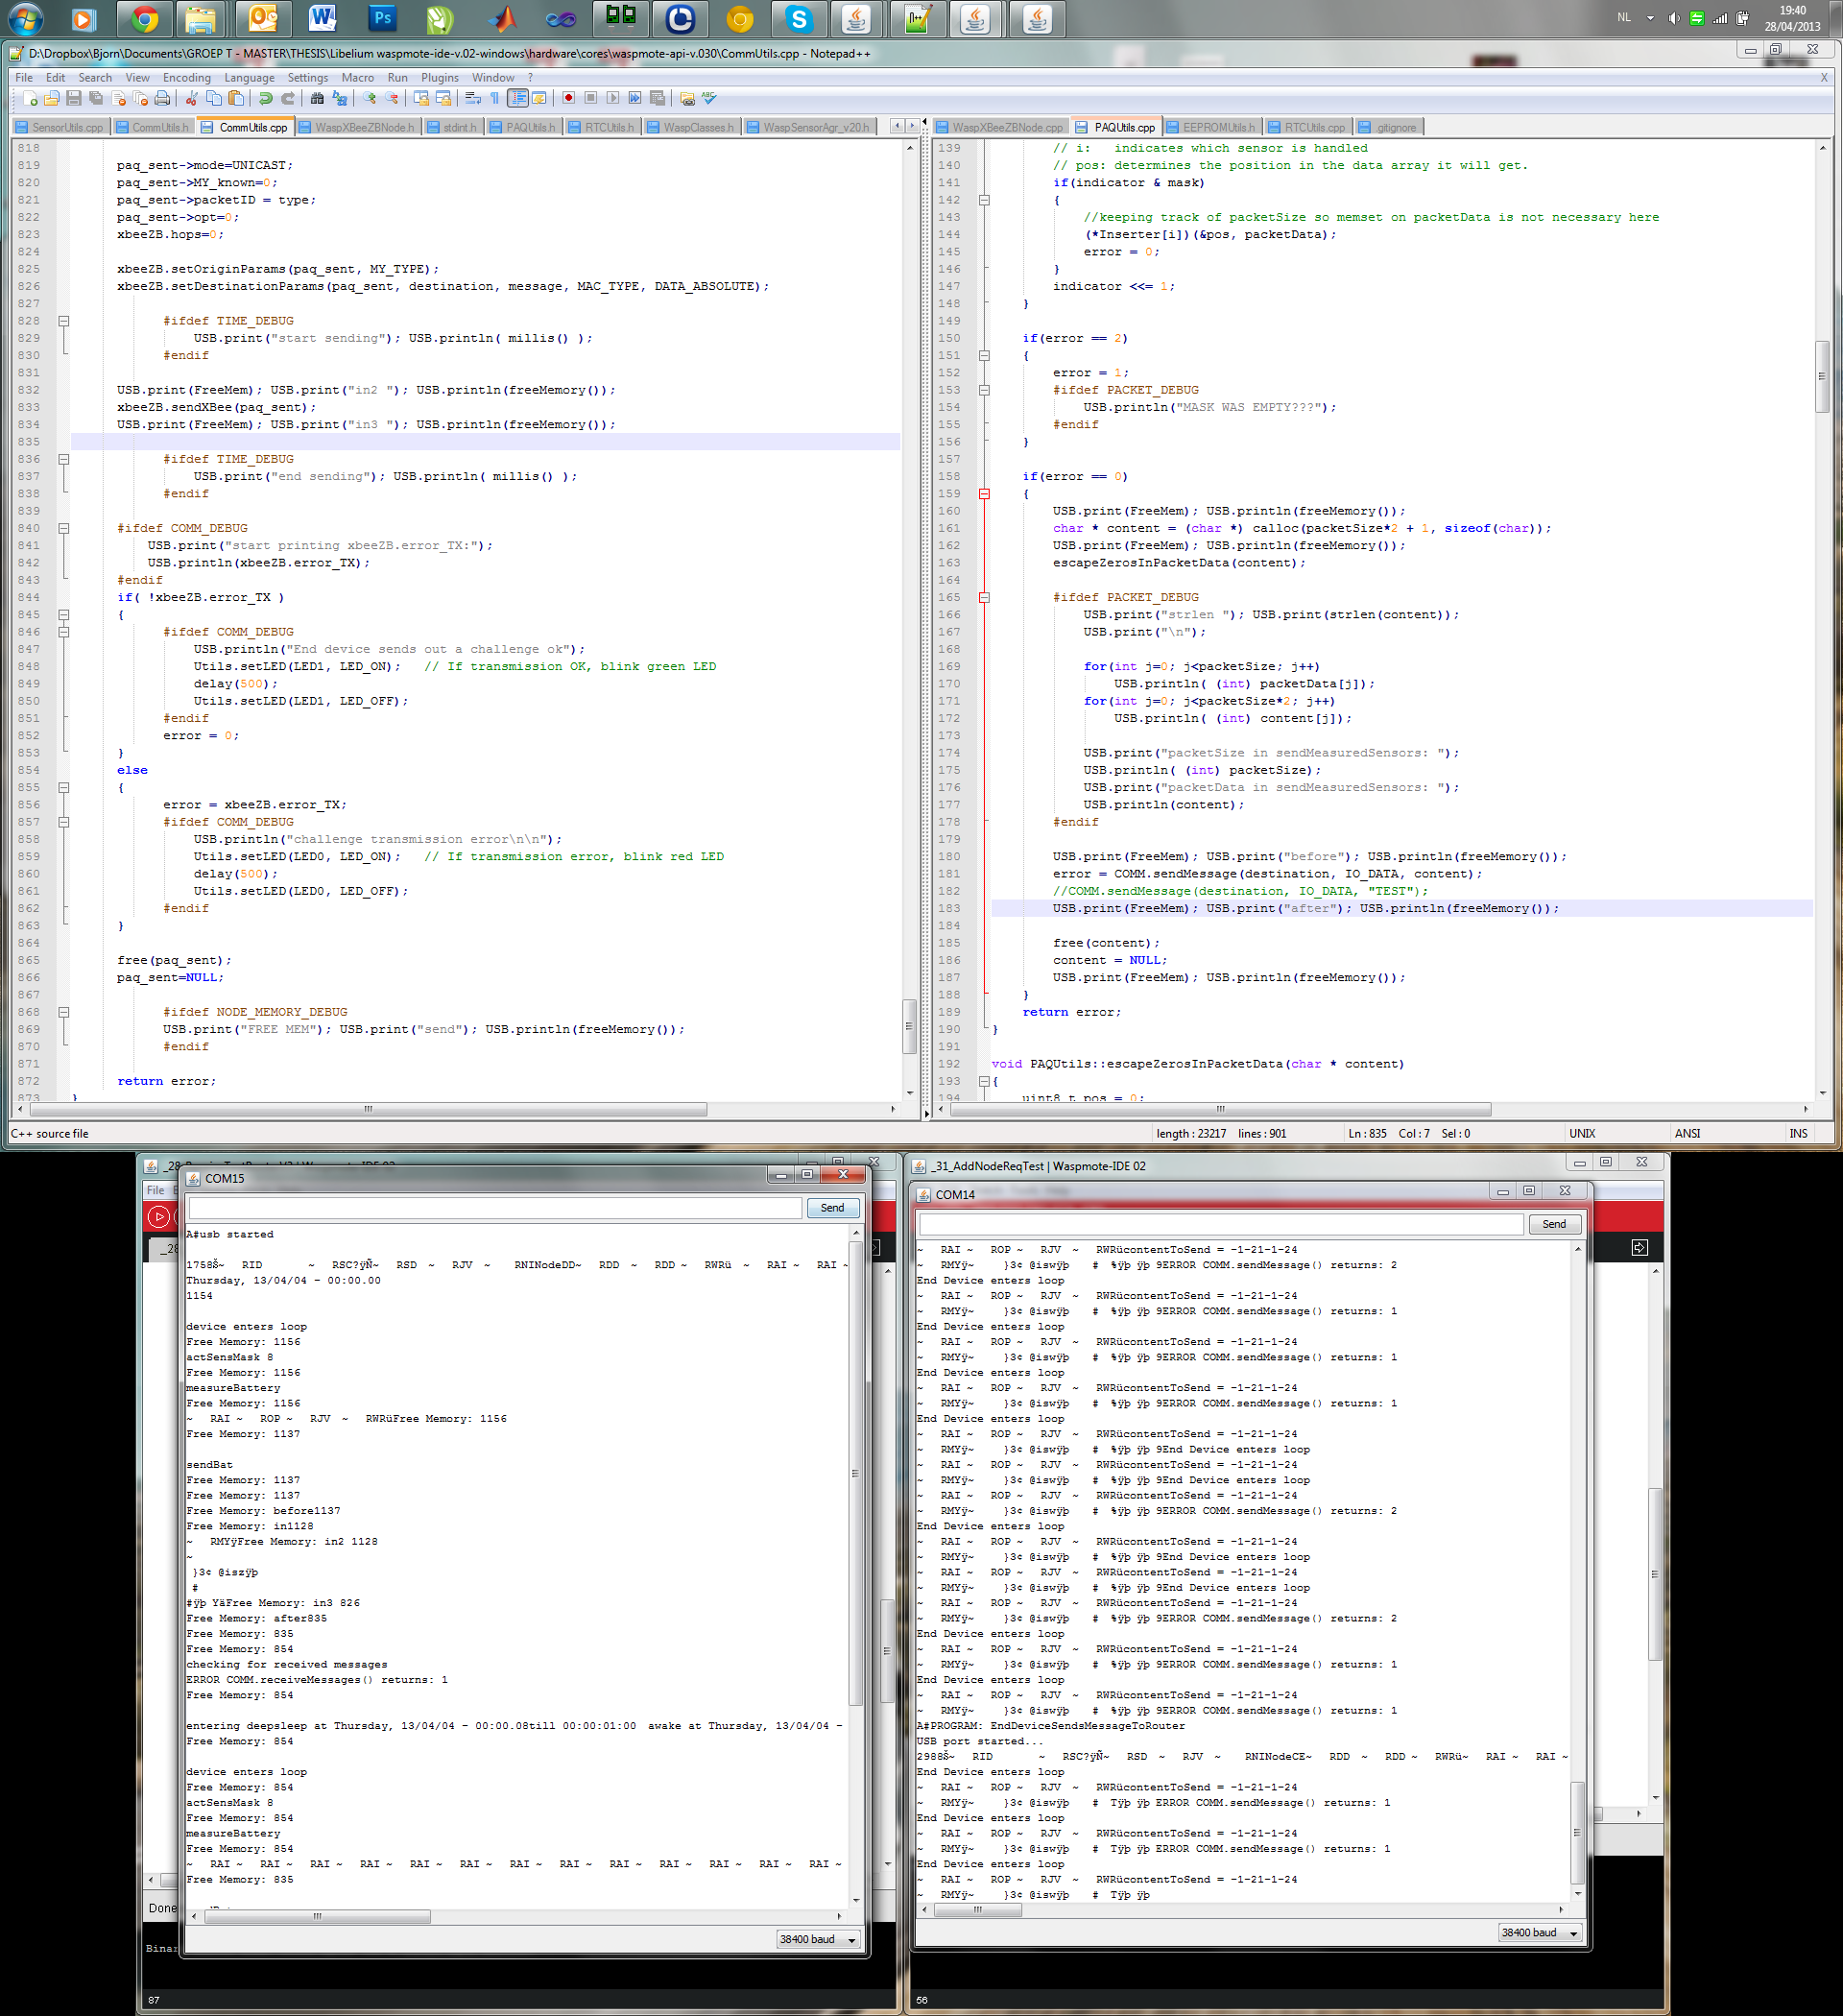 NL
19:40
28/04/2013
D:\Dropbox\Bjorn\Documents\GROEP T - MASTER\THESIS\Libelium waspmote-ide-v.02-windows\hardware\cores\waspmote-api-v.030\CommUtils.cpp - Notepad++
File Edit Search View Encoding Language Settings Macro Run Plugins Window ?
X
SensorUtils.cpp CommUtils.h CommUtils.cpp WaspXBeeZBNode.h stdint.h PAQUtils.h RTCUtils.h WaspClasses.h WaspSensorAgr_v20.h
WaspXBeeZBNode.cpp PAQUtils.cpp EEPROMUtils.h RTCUtils.cpp .gitignore
818
819 paq_sent->mode=UNICAST;
820 paq_sent->MY_known=0;
821 paq_sent->packetID = type;
822 paq_sent->opt=0;
823 xbeeZB.hops=0;
824
825 xbeeZB.setOriginParams(paq_sent, MY_TYPE);
826 xbeeZB.setDestinationParams(paq_sent, destination, message, MAC_TYPE, DATA_ABSOLUTE);
827
828 #ifdef TIME_DEBUG
829 USB.print("start sending"); USB.println( millis() );
830 #endif
831
832 USB.print(FreeMem); USB.print("in2 "); USB.println(freeMemory());
833 xbeeZB.sendXBee(paq_sent);
834 USB.print(FreeMem); USB.print("in3 "); USB.println(freeMemory());
835
836 #ifdef TIME_DEBUG
837 USB.print("end sending"); USB.println( millis() );
838 #endif
839
840 #ifdef COMM_DEBUG
841 USB.print("start printing xbeeZB.error_TX:");
842 USB.println(xbeeZB.error_TX);
843 #endif
844 if( !xbeeZB.error_TX )
845 {
846 #ifdef COMM_DEBUG
847 USB.println("End device sends out a challenge ok");
848 Utils.setLED(LED1, LED_ON); // If transmission OK, blink green LED
849 delay(500);
850 Utils.setLED(LED1, LED_OFF);
851 #endif
852 error = 0;
853 }
854 else
855 {
856 error = xbeeZB.error_TX;
857 #ifdef COMM_DEBUG
858 USB.println("challenge transmission error\n\n");
859 Utils.setLED(LED0, LED_ON); // If transmission error, blink red LED
860 delay(500);
861 Utils.setLED(LED0, LED_OFF);
862 #endif
863 }
864
865 free(paq_sent);
866 paq_sent=NULL;
867
868 #ifdef NODE_MEMORY_DEBUG
869 USB.print("FREE MEM"); USB.print("send"); USB.println(freeMemory());
870 #endif
871
872 return error;
873 }
139 // i: indicates which sensor is handled
140 // pos: determines the position in the data array it will get.
141 if(indicator & mask)
142 {
143 //keeping track of packetSize so memset on packetData is not necessary here
144 (*Inserter[i])(&pos, packetData);
145 error = 0;
146 }
147 indicator <<= 1;
148 }
149
150 if(error == 2)
151 {
152 error = 1;
153 #ifdef PACKET_DEBUG
154 USB.println("MASK WAS EMPTY???");
155 #endif
156 }
157
158 if(error == 0)
159 {
160 USB.print(FreeMem); USB.println(freeMemory());
161 char * content = (char *) calloc(packetSize*2 + 1, sizeof(char));
162 USB.print(FreeMem); USB.println(freeMemory());
163 escapeZerosInPacketData(content);
164
165 #ifdef PACKET_DEBUG
166 USB.print("strlen "); USB.print(strlen(content));
167 USB.print("\n");
168
169 for(int j=0; j<packetSize; j++)
170 USB.println( (int) packetData[j]);
171 for(int j=0; j<packetSize*2; j++)
172 USB.println( (int) content[j]);
173
174 USB.print("packetSize in sendMeasuredSensors: ");
175 USB.println( (int) packetSize);
176 USB.print("packetData in sendMeasuredSensors: ");
177 USB.println(content);
178 #endif
179
180 USB.print(FreeMem); USB.print("before"); USB.println(freeMemory());
181 error = COMM.sendMessage(destination, IO_DATA, content);
182 //COMM.sendMessage(destination, IO_DATA, "TEST");
183 USB.print(FreeMem); USB.print("after"); USB.println(freeMemory());
184
185 free(content);
186 content = NULL;
187 USB.print(FreeMem); USB.println(freeMemory());
188 }
189 return error;
190 }
191
192 void PAQUtils::escapeZerosInPacketData(char * content)
193 {
194 uint8_t pos = 0;
C++ source file length : 23217 lines : 901 Ln : 835 Col : 7 Sel : 0 UNIX ANSI INS
COM15
Send
A#usb started
1758Š~ RID ~ RSC?ÿÑ~ RSD ~ RJV ~ RNINodeDD~ RDD ~ RDD ~ RWRü ~ RAI ~ RAI ~
Thursday, 13/04/04 - 00:00.00
1154
device enters loop
Free Memory: 1156
actSensMask 8
Free Memory: 1156
measureBattery
Free Memory: 1156
~ RAI ~ ROP ~ RJV ~ RWRüFree Memory: 1156
Free Memory: 1137
sendBat
Free Memory: 1137
Free Memory: 1137
Free Memory: before1137
Free Memory: in1128
~ RMYÿFree Memory: in2 1128
~
}3¢ @iszÿþ
#
#ÿþ YäFree Memory: in3 826
Free Memory: after835
Free Memory: 835
Free Memory: 854
checking for received messages
ERROR COMM.receiveMessages() returns: 1
Free Memory: 854
entering deepsleep at Thursday, 13/04/04 - 00:00.08till 00:00:01:00 awake at Thursday, 13/04/04 -
Free Memory: 854
device enters loop
Free Memory: 854
actSensMask 8
Free Memory: 854
measureBattery
Free Memory: 854
~ RAI ~ RAI ~ RAI ~ RAI ~ RAI ~ RAI ~ RAI ~ RAI ~ RAI ~ RAI ~ RAI ~ RAI ~ RAI ~
Free Memory: 835
38400 baud
File
Done
Binar
87
_31_AddNodeReqTest | Waspmote-IDE 02
COM14
Send
~ RAI ~ ROP ~ RJV ~ RWRücontentToSend = -1-21-1-24
~ RMY }3¢ @iswÿþ # %ÿþ ÿþ 9ERROR COMM.sendMessage() returns: 2
End Device enters loop
~ RAI ~ ROP ~ RJV ~ RWRücontentToSend = -1-21-1-24
~ RMY }3¢ @iswÿþ # %ÿþ ÿþ 9ERROR COMM.sendMessage() returns: 1
End Device enters loop
~ RAI ~ ROP ~ RJV ~ RWRücontentToSend = -1-21-1-24
~ RMYÿ~ }3¢ @iswÿþ # %ÿþ ÿþ 9ERROR COMM.sendMessage() returns: 1
End Device enters loop
~ RAI ~ ROP ~ RJV ~ RWRücontentToSend = -1-21-1-24
~ RMYÿ~ }3¢ @iswÿþ # %ÿþ ÿþ 9ERROR COMM.sendMessage() returns: 1
End Device enters loop
~ RAI ~ ROP ~ RJV ~ RWRücontentToSend = -1-21-1-24
~ RMYÿ~ }3¢ @iswÿþ # %ÿþ ÿþ 9End Device enters loop
~ RAI ~ ROP ~ RJV ~ RWRücontentToSend = -1-21-1-24
~ RMYÿ~ }3¢ @iswÿþ # %ÿþ ÿþ 9End Device enters loop
~ RAI ~ ROP ~ RJV ~ RWRücontentToSend = -1-21-1-24
~ RMYÿ~ }3¢ @iswÿþ # %ÿþ ÿþ 9ERROR COMM.sendMessage() returns: 2
End Device enters loop
~ RAI ~ ROP ~ RJV ~ RWRücontentToSend = -1-21-1-24
~ RMYÿ~ }3¢ @iswÿþ # %ÿþ ÿþ 9End Device enters loop
~ RAI ~ ROP ~ RJV ~ RWRücontentToSend = -1-21-1-24
~ RMYÿ~ }3¢ @iswÿþ # %ÿþ ÿþ 9End Device enters loop
~ RAI ~ ROP ~ RJV ~ RWRücontentToSend = -1-21-1-24
~ RMYÿ~ }3¢ @iswÿþ # %ÿþ ÿþ 9ERROR COMM.sendMessage() returns: 2
End Device enters loop
~ RAI ~ ROP ~ RJV ~ RWRücontentToSend = -1-21-1-24
~ RMYÿ~ }3¢ @iswÿþ # %ÿþ ÿþ 9ERROR COMM.sendMessage() returns: 1
End Device enters loop
~ RAI ~ ROP ~ RJV ~ RWRücontentToSend = -1-21-1-24
~ RMYÿ~ }3¢ @iswÿþ # %ÿþ ÿþ 9ERROR COMM.sendMessage() returns: 1
A#PROGRAM: EndDeviceSendsMessageToRouter
USB port started...
2988Š~ RID ~ RSC?ÿÑ~ RSD ~ RJV ~ RNINodeCE~ RDD ~ RDD ~ RWRü~ RAI ~ RAI ~
End Device enters loop
~ RAI ~ ROP ~ RJV ~ RWRücontentToSend = -1-21-1-24
~ RMYÿ~ }3¢ @iswÿþ # Tÿþ ÿþ ERROR COMM.sendMessage() returns: 1
End Device enters loop
~ RAI ~ ROP ~ RJV ~ RWRücontentToSend = -1-21-1-24
~ RMYÿ~ }3¢ @iswÿþ # Tÿþ ÿþ ERROR COMM.sendMessage() returns: 1
End Device enters loop
~ RAI ~ ROP ~ RJV ~ RWRücontentToSend = -1-21-1-24
~ RMYÿ~ }3¢ @iswÿþ # Tÿþ ÿþ
38400 baud
56